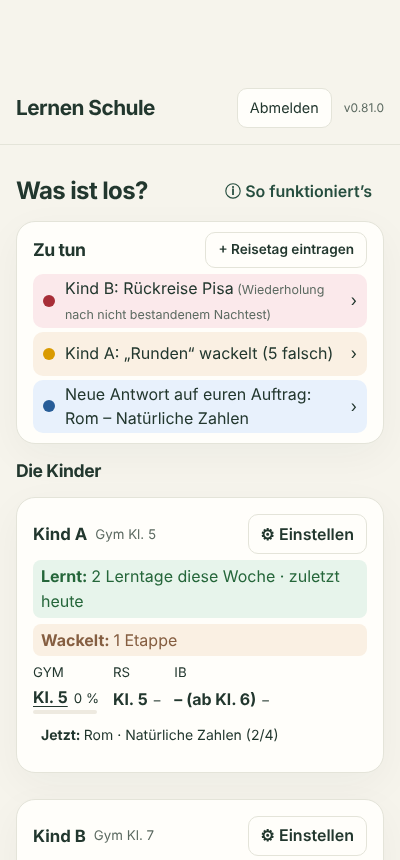 Lernen Schule
Abmelden
v0.81.0
Was ist los?
ⓘ So funktioniert’s
Zu tun
+ Reisetag eintragen
Kind B: Rückreise Pisa (Wiederholung
nach nicht bestandenem Nachtest)
›
Kind A: „Runden“ wackelt (5 falsch)
›
Neue Antwort auf euren Auftrag:
Rom – Natürliche Zahlen
›
Die Kinder
Kind A Gym Kl. 5
⚙ Einstellen
Lernt: 2 Lerntage diese Woche · zuletzt
heute
Wackelt: 1 Etappe
GYM RS IB
Kl. 5 0 % Kl. 5 – – (ab Kl. 6) –
Jetzt: Rom · Natürliche Zahlen (2/4)
Kind B Gym Kl. 7
⚙ Einstellen